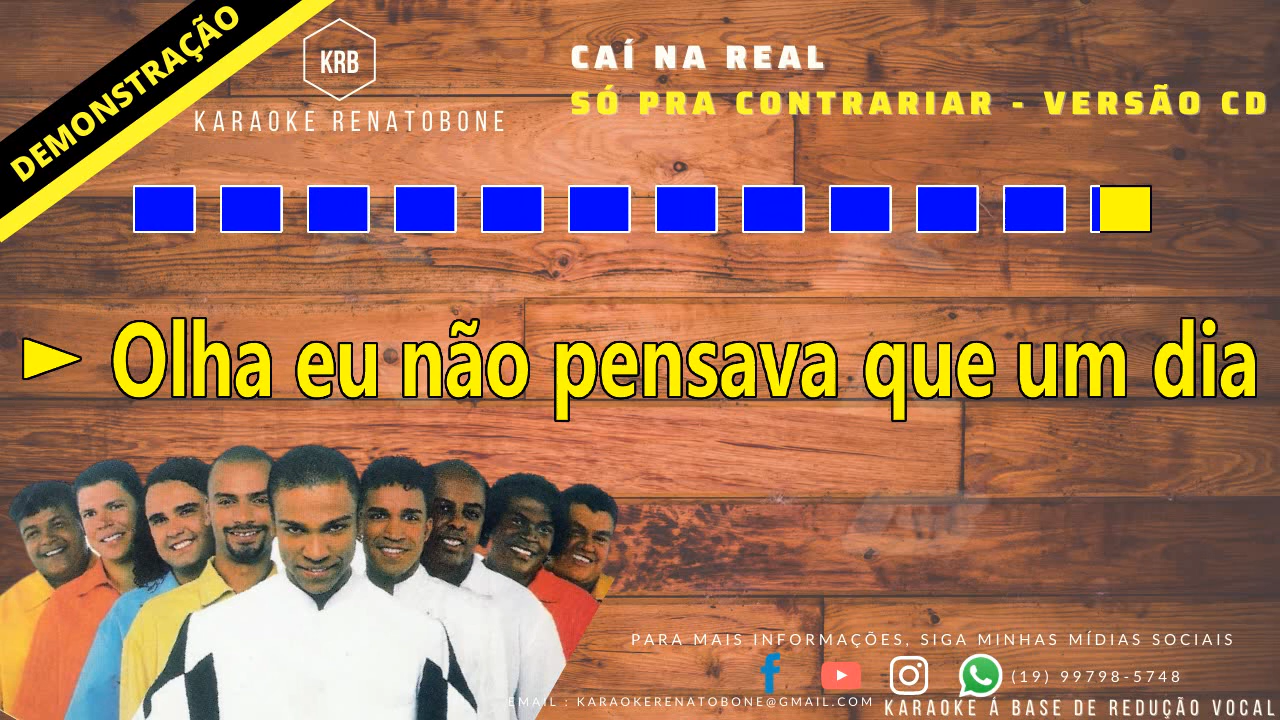 DEMONSTRAÇÃO
KRB
KARAOKE RENATOBONE
CAÍ NA REAL
SÓ PRA CONTRARIAR - VERSÃO CD
Olha eu não pensava que um dia
PARA MAIS INFORMAÇÕES, SIGA MINHAS MÍDIAS SOCIAIS
(19) 99798-5748
EMAIL : KARAOKERENATOBONE@GMAIL.COM
KARAOKE Á BASE DE REDUÇÃO VOCAL